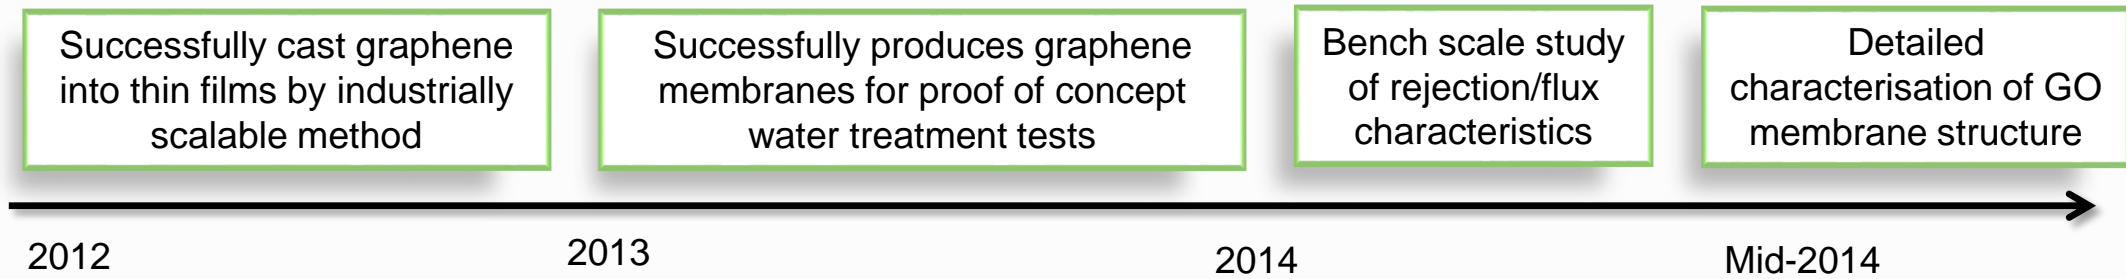 Successfully cast graphene
into thin films by industrially
scalable method
Successfully produces graphene
membranes for proof of concept
water treatment tests
Bench scale study
of rejection/flux
characteristics
Detailed
characterisation of GO
membrane structure
2012
2013
2014
Mid-2014